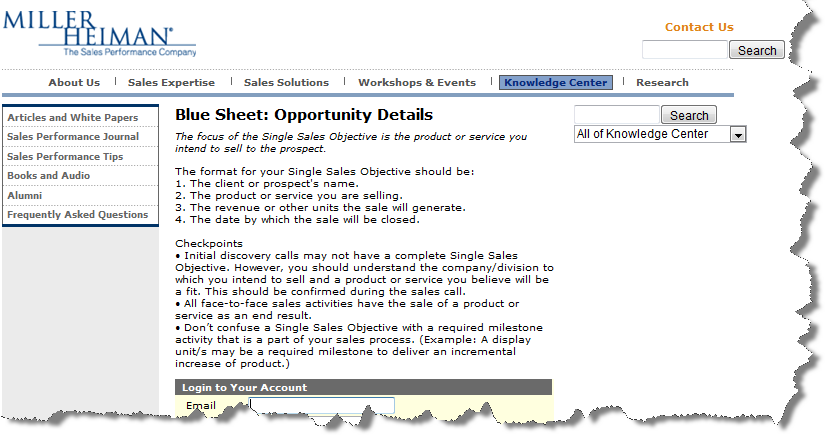 MILLER
HEIMAN®
The Sales Performance Company
Contact Us
Search
About Us
Sales Expertise
Sales Solutions
Workshops & Events
Knowledge Center
Research
Articles and White Papers
Sales Performance Journal
Sales Performance Tips
Books and Audio
Alumni
Frequently Asked Questions
Blue Sheet: Opportunity Details
The focus of the Single Sales Objective is the product or service you
intend to sell to the prospect.
The format for your Single Sales Objective should be:
1. The client or prospect's name.
2. The product or service you are selling.
3. The revenue or other units the sale will generate.
4. The date by which the sale will be closed.
Checkpoints
• Initial discovery calls may not have a complete Single Sales
Objective. However, you should understand the company/division to
which you intend to sell and a product or service you believe will be
a fit. This should be confirmed during the sales call.
• All face-to-face sales activities have the sale of a product or
service as an end result.
• Don't confuse a Single Sales Objective with a required milestone
activity that is a part of your sales process. (Example: A display
unit/s may be a required milestone to deliver an incremental
increase of product.)
Login to Your Account
Email
Search
All of Knowledge Center